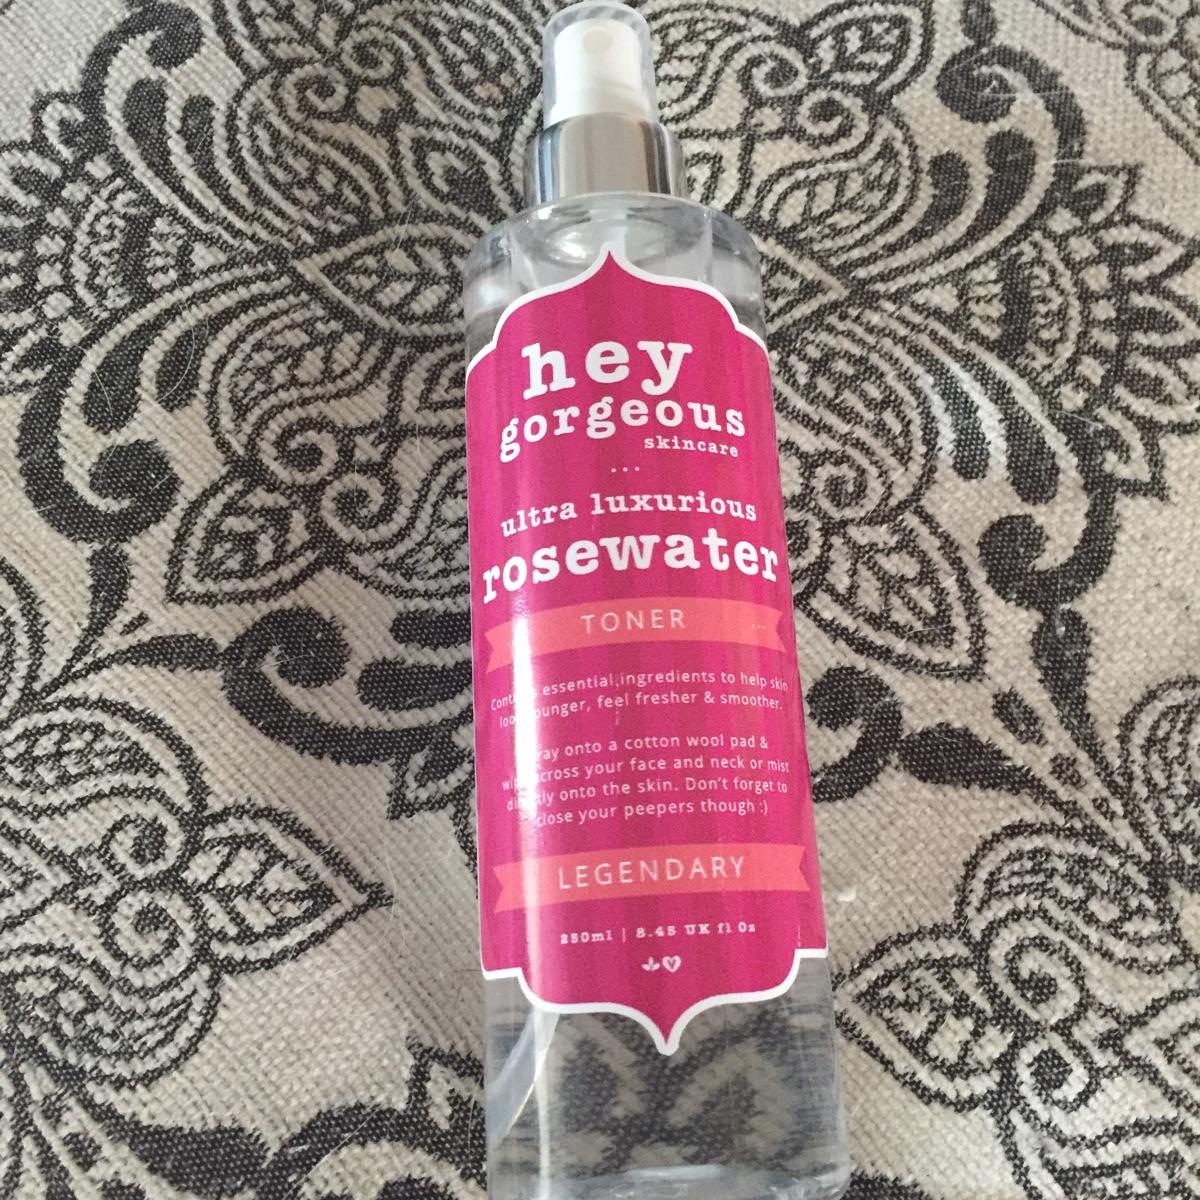 hey
gorgeous
skincare
...
ultra luxurious
rosewater
TONER ...
essential ingredients to help skin
younger, feel fresher & smoother.
onto a cotton wool pad &
across your face and neck or mist
onto the skin. Don't forget to
close your peepers though :)
LEGENDARY
250ml | 8.45 UK fl Oz